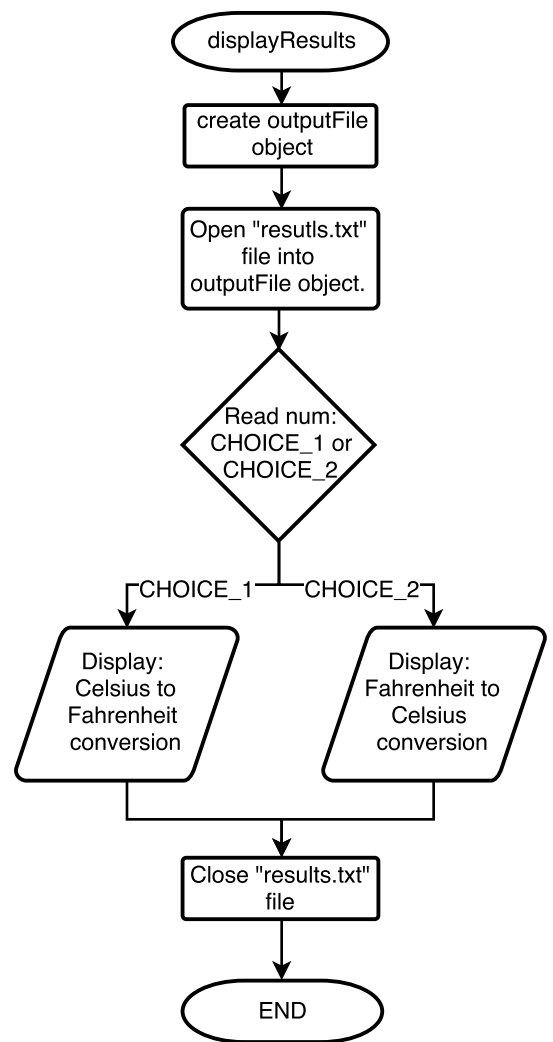 displayResults
create outputFile
object
Open "resutls.txt"
file into
outputFile object.
Read num:
CHOICE_1 or
CHOICE_2
CHOICE_1
CHOICE_2
Display:
Celsius to
Fahrenheit
conversion
Display:
Fahrenheit to
Celsius
conversion
Close "results.txt"
file
END